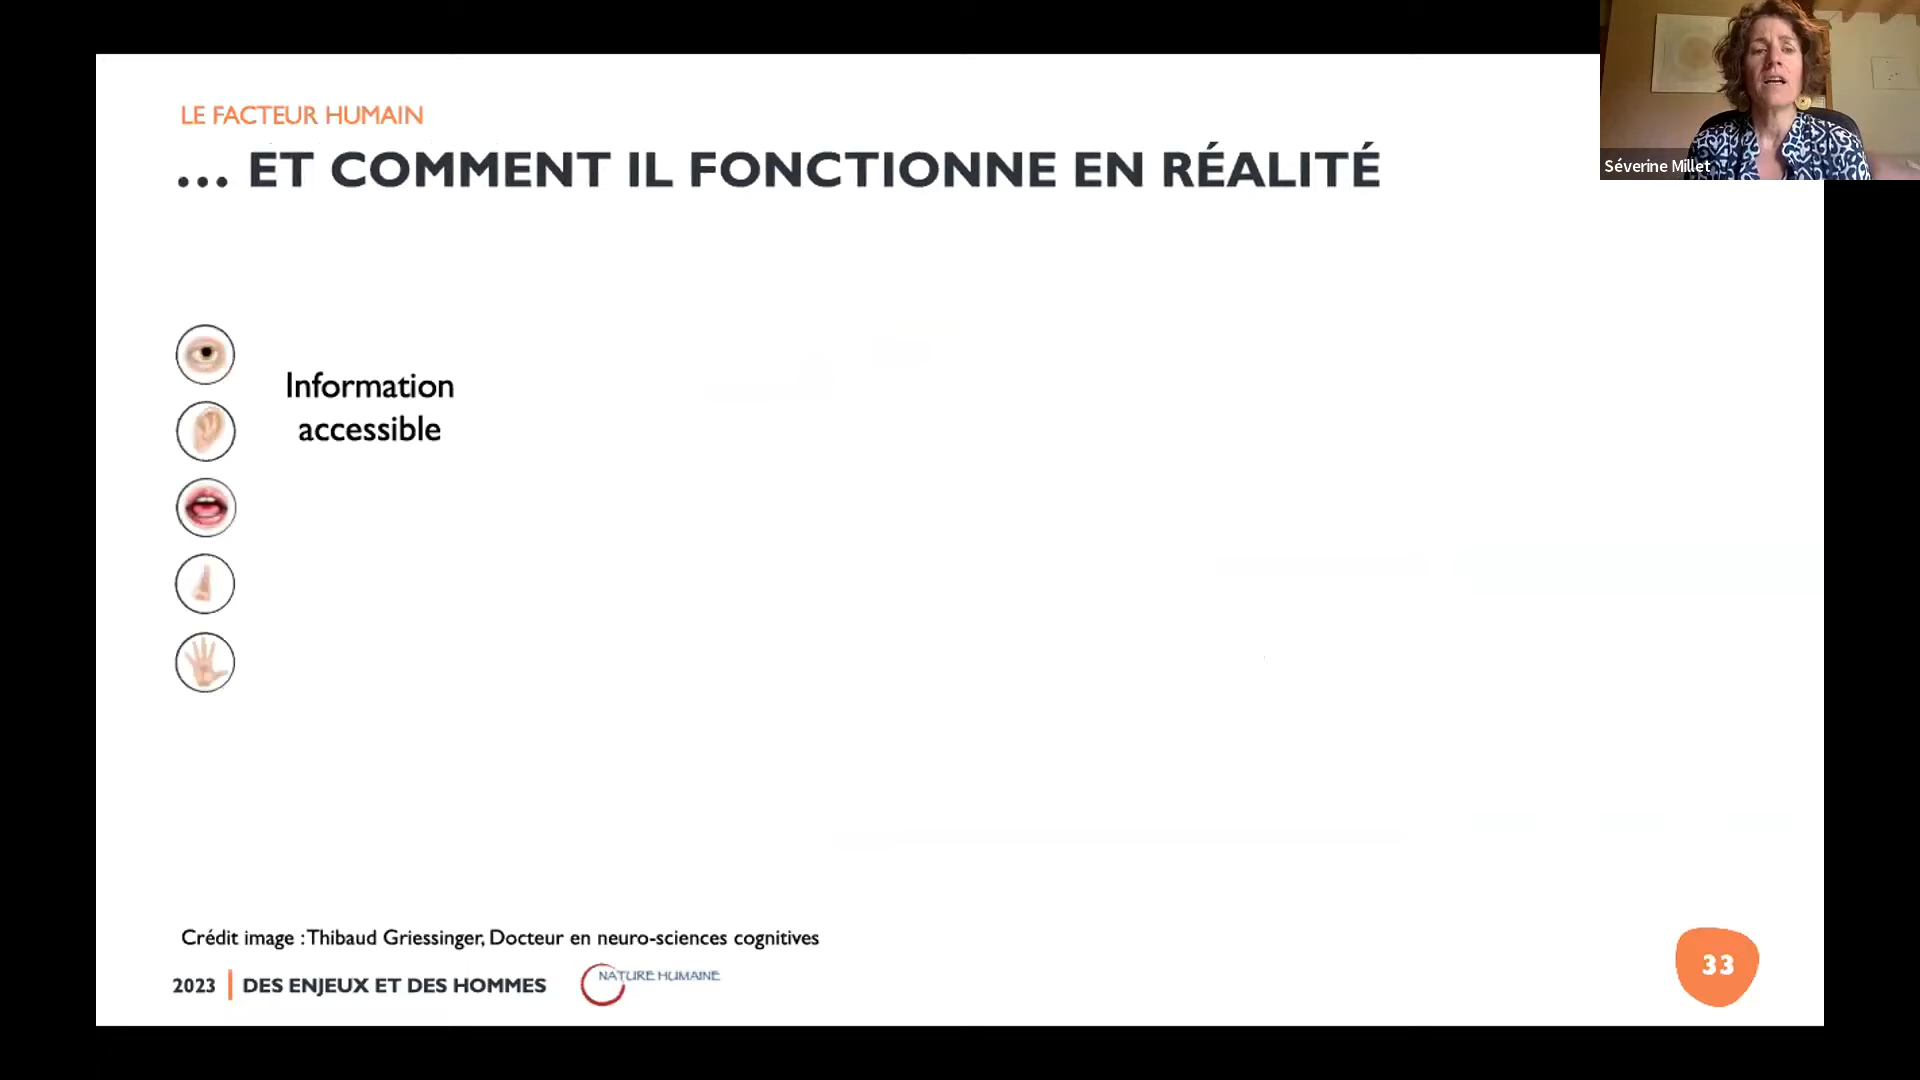 LE FACTEUR HUMAIN
... ET COMMENT IL FONCTIONNE EN RÉALITÉ
Séverine Millet
Information
accessible
Crédit image : Thibaud Griessinger, Docteur en neuro-sciences cognitives
2023 | DES ENJEUX ET DES HOMMES
NATURE HUMAINE
33